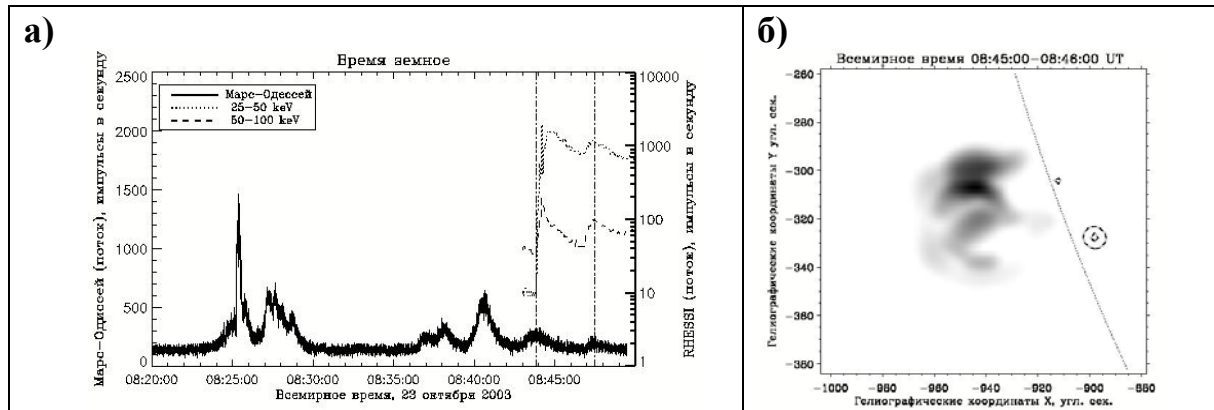 а)
Время земное
Марс-Одиссей (поток), импульсы в секунду
2500
2000
1500
1000
500
0
Марс-Одоссей
25-50 keV
50-100 keV
10000
1000
100
10
1
RHESSI (поток), импульсы в секунду
08:20:00 08:25:00 08:30:00 08:35:00 08:40:00 08:45:00
Всемирное время, 23 октября 2003
б)
Всемирное время 08:45:00-08:46:00 UT
Гелиографические координаты Y угл. сек.
-260
-280
-300
-320
-340
-360
-380
-1000 -980 -960 -940 -920 -900 -880
Гелиографические координаты X, угл. сек.